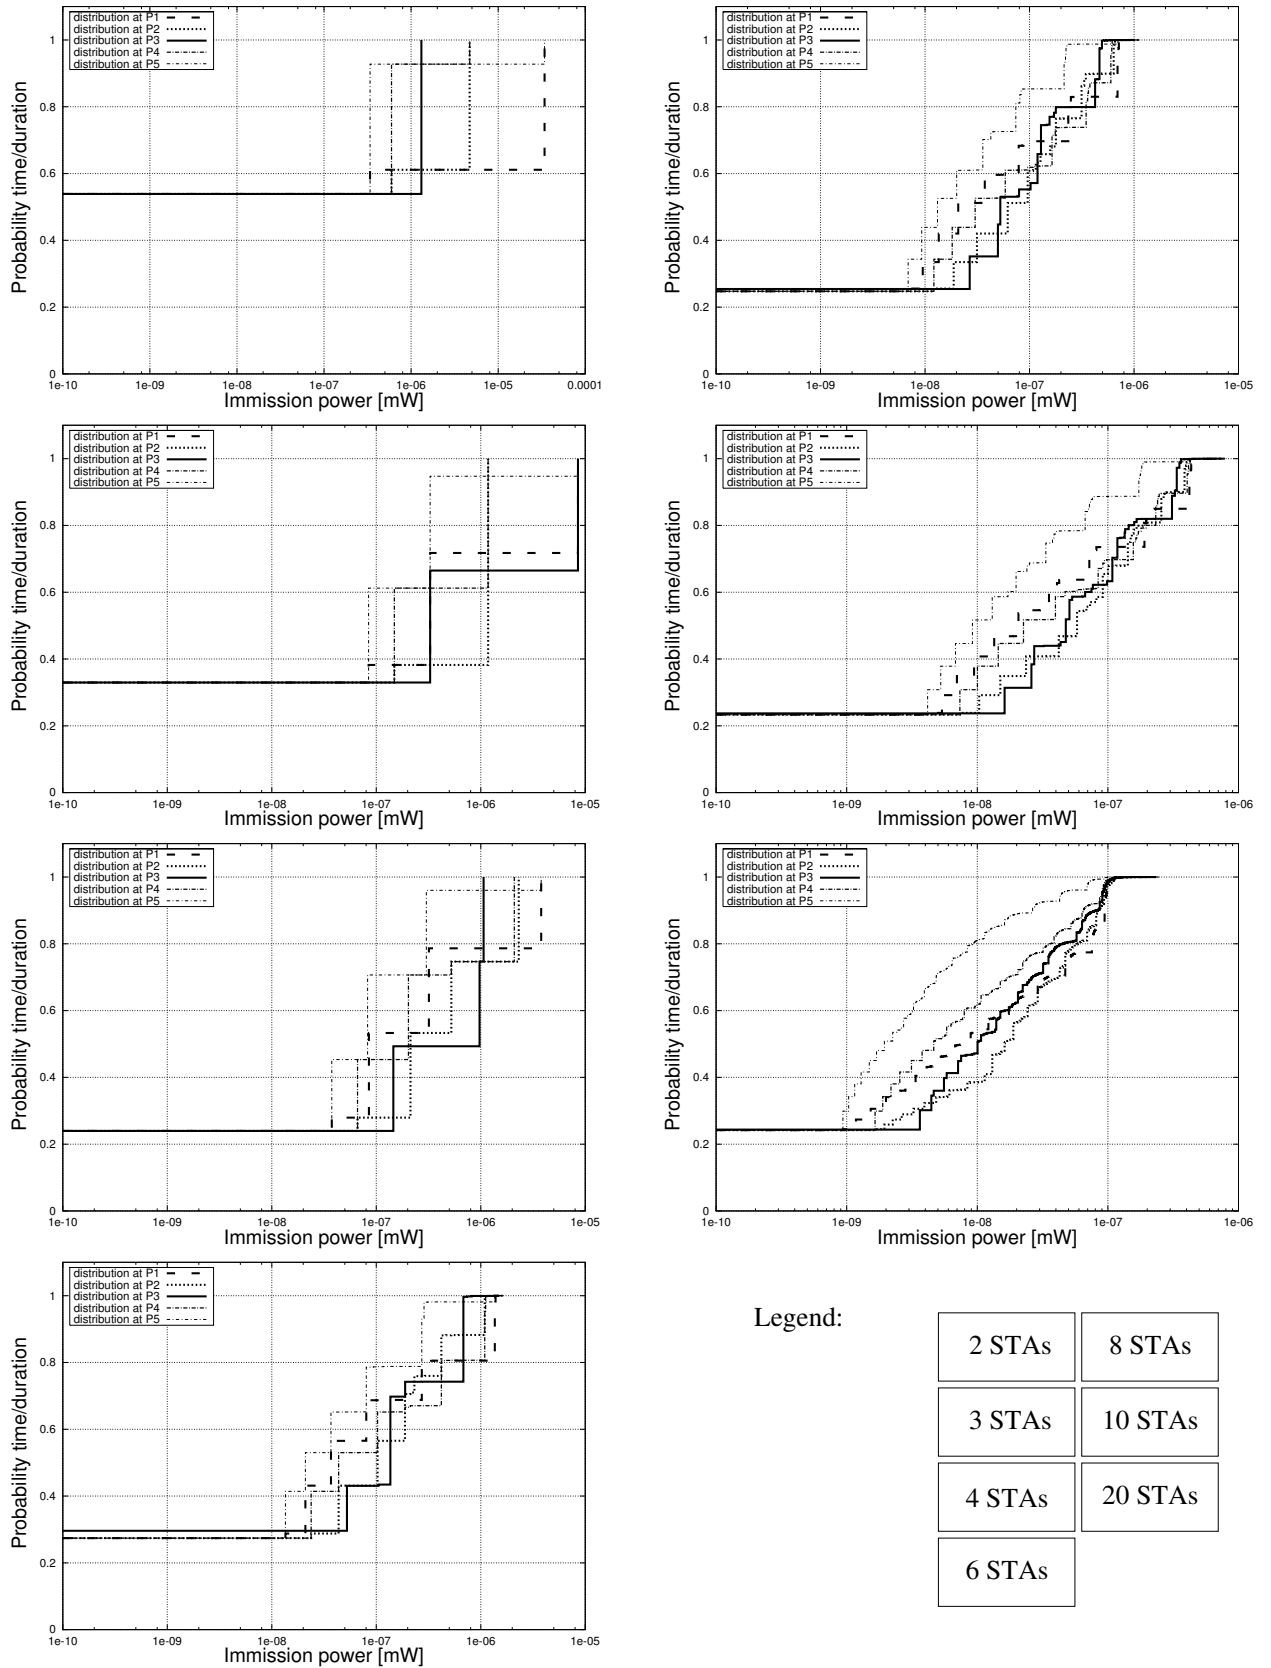 distribution at P1
distribution at P2
distribution at P3
distribution at P4
distribution at P5
Probability time/duration
1
0.8
0.6
0.4
0.2
0
1e-10 1e-09 1e-08 1e-07 1e-06 1e-05 0.0001
Immission power [mW]
distribution at P1
distribution at P2
distribution at P3
distribution at P4
distribution at P5
Probability time/duration
1
0.8
0.6
0.4
0.2
0
1e-10 1e-09 1e-08 1e-07 1e-06 1e-05
Immission power [mW]
distribution at P1
distribution at P2
distribution at P3
distribution at P4
distribution at P5
Probability time/duration
1
0.8
0.6
0.4
0.2
0
1e-10 1e-09 1e-08 1e-07 1e-06 1e-05
Immission power [mW]
distribution at P1
distribution at P2
distribution at P3
distribution at P4
distribution at P5
Probability time/duration
1
0.8
0.6
0.4
0.2
0
1e-10 1e-09 1e-08 1e-07 1e-06
Immission power [mW]
distribution at P1
distribution at P2
distribution at P3
distribution at P4
distribution at P5
Probability time/duration
1
0.8
0.6
0.4
0.2
0
1e-10 1e-09 1e-08 1e-07 1e-06 1e-05
Immission power [mW]
distribution at P1
distribution at P2
distribution at P3
distribution at P4
distribution at P5
Probability time/duration
1
0.8
0.6
0.4
0.2
0
1e-10 1e-09 1e-08 1e-07 1e-06
Immission power [mW]
distribution at P1
distribution at P2
distribution at P3
distribution at P4
distribution at P5
Probability time/duration
1
0.8
0.6
0.4
0.2
0
1e-10 1e-09 1e-08 1e-07 1e-06 1e-05
Immission power [mW]
Legend:
2 STAs 8 STAs
3 STAs 10 STAs
4 STAs 20 STAs
6 STAs